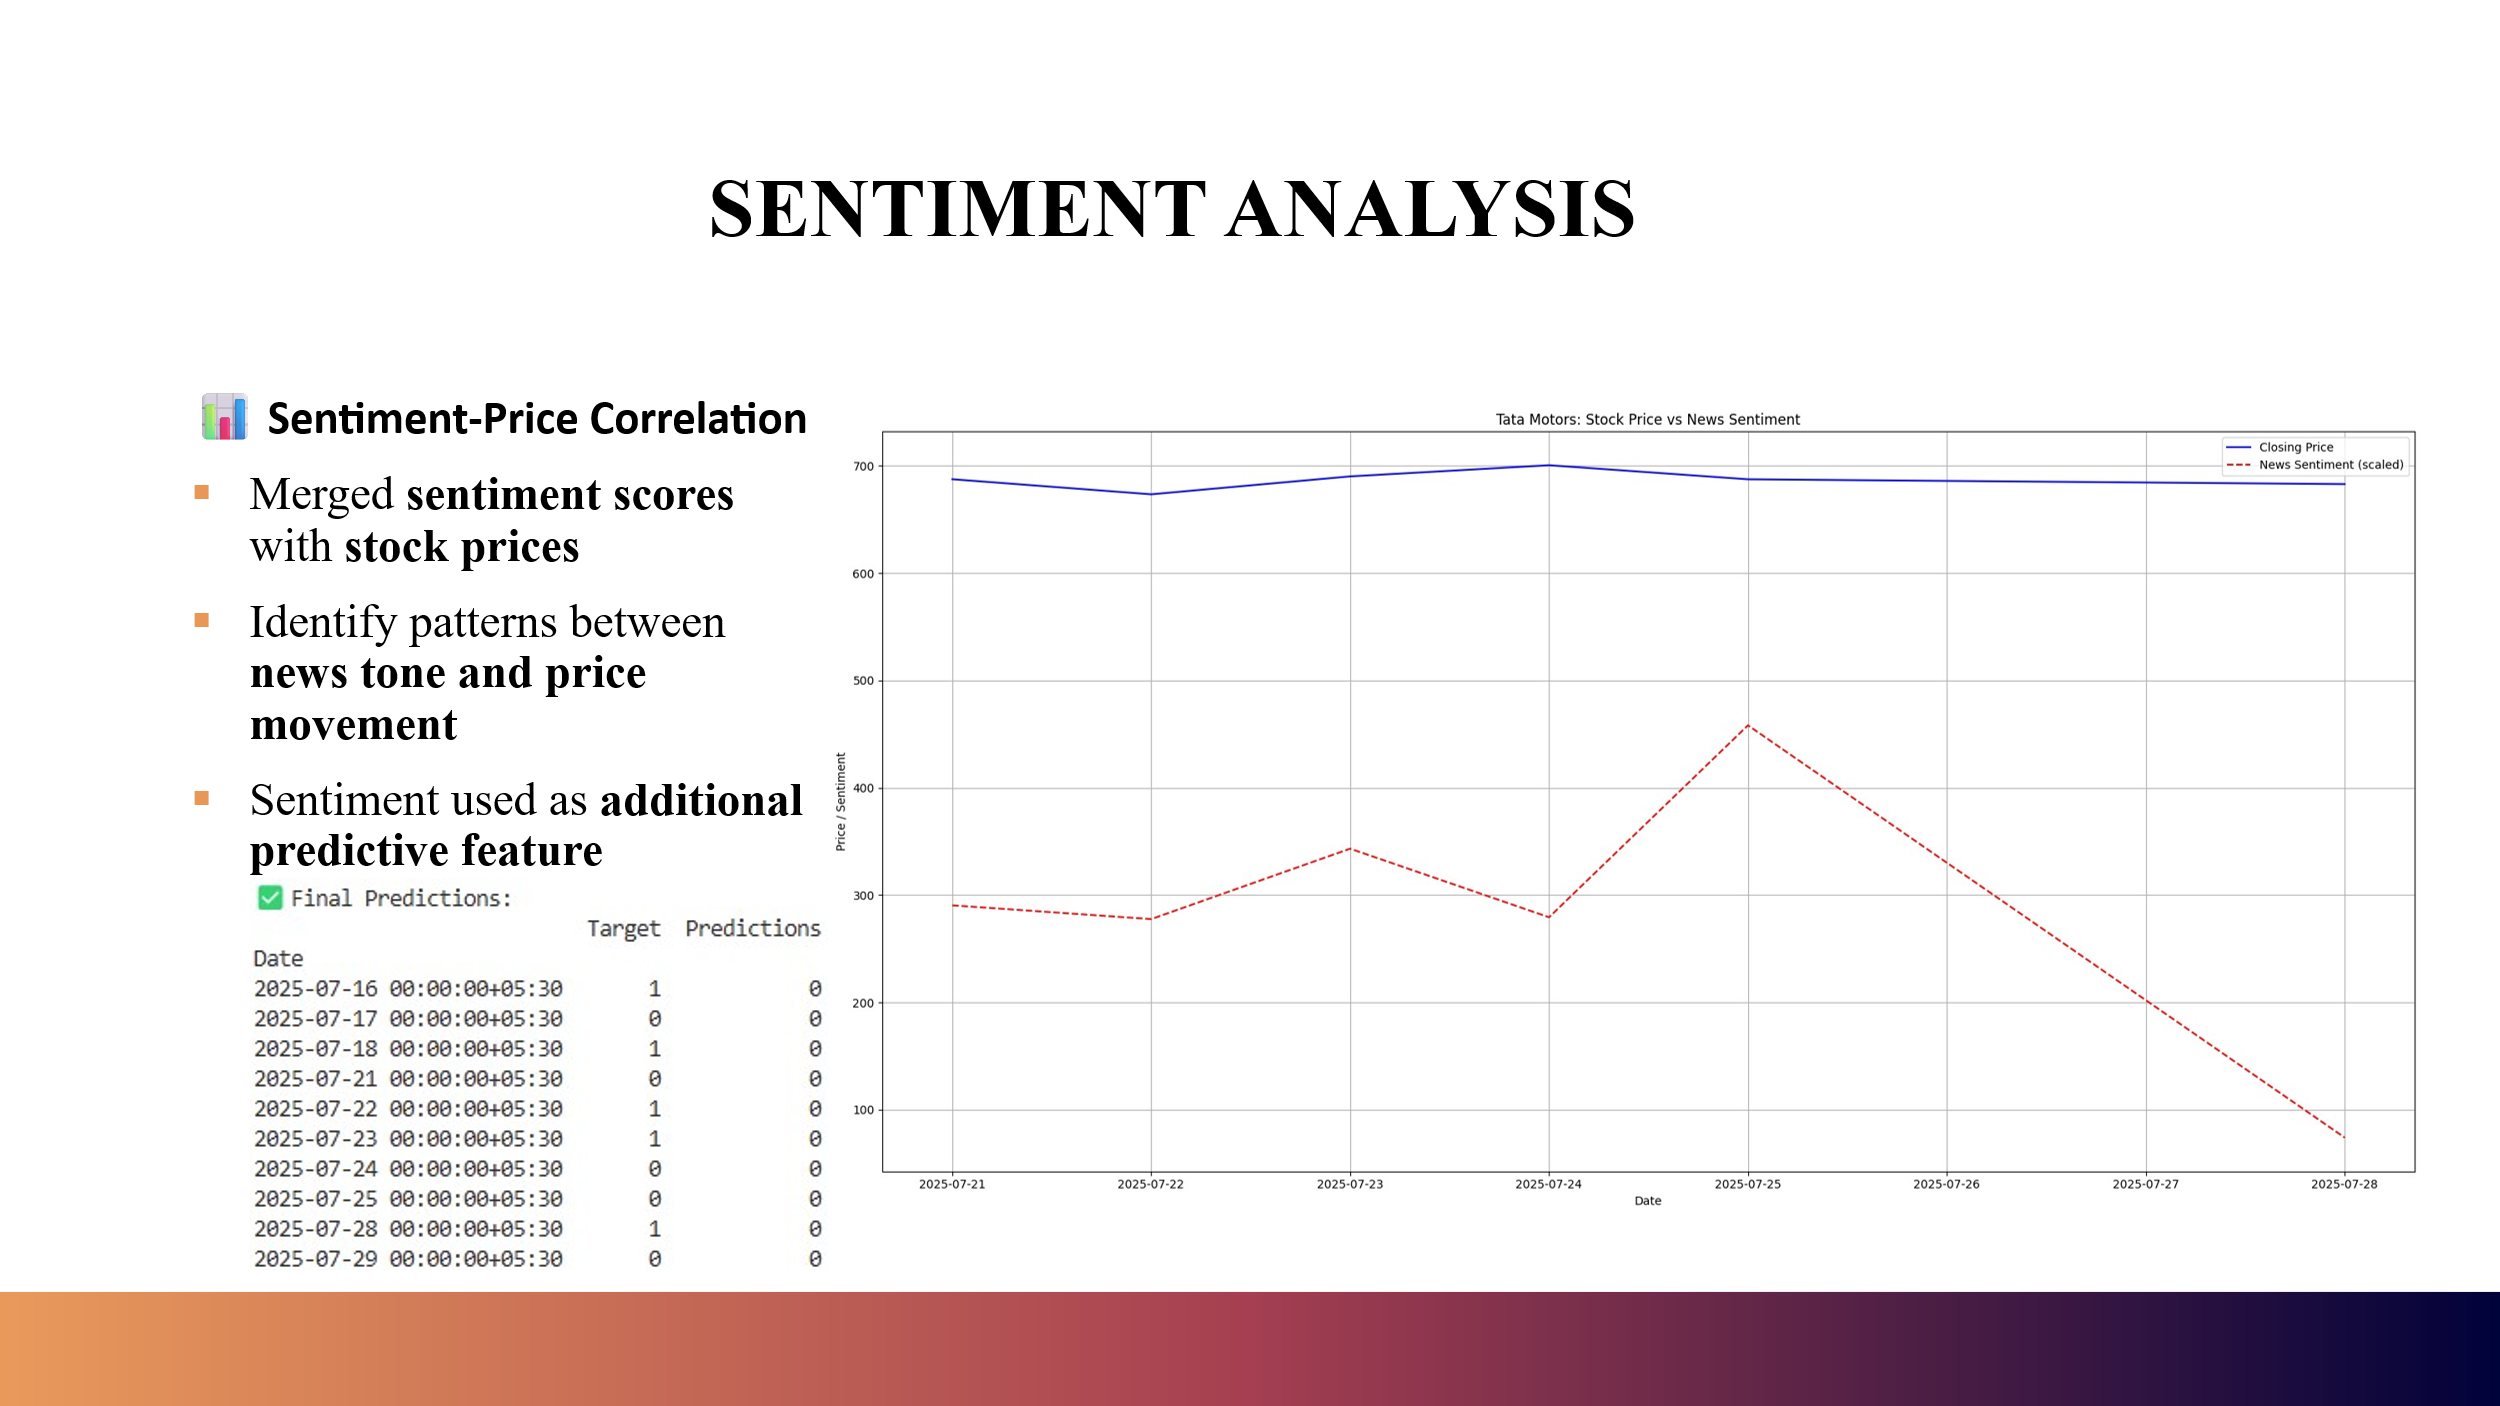 SENTIMENT ANALYSIS
Sentiment-Price Correlation
Merged sentiment scores
with stock prices
Identify patterns between
news tone and price
movement
Sentiment used as additional
predictive feature
Final Predictions:
Target Predictions
Date
2025-07-16 00:00:00+05:30 1 0
2025-07-17 00:00:00+05:30 0 0
2025-07-18 00:00:00+05:30 1 0
2025-07-21 00:00:00+05:30 0 0
2025-07-22 00:00:00+05:30 1 0
2025-07-23 00:00:00+05:30 1 0
2025-07-24 00:00:00+05:30 0 0
2025-07-25 00:00:00+05:30 0 0
2025-07-28 00:00:00+05:30 1 0
2025-07-29 00:00:00+05:30 0 0
Tata Motors: Stock Price vs News Sentiment
Closing Price
News Sentiment (scaled)
Price / Sentiment
700
600
500
400
300
200
100
2025-07-21 2025-07-22 2025-07-23 2025-07-24 2025-07-25 2025-07-26 2025-07-27 2025-07-28
Date